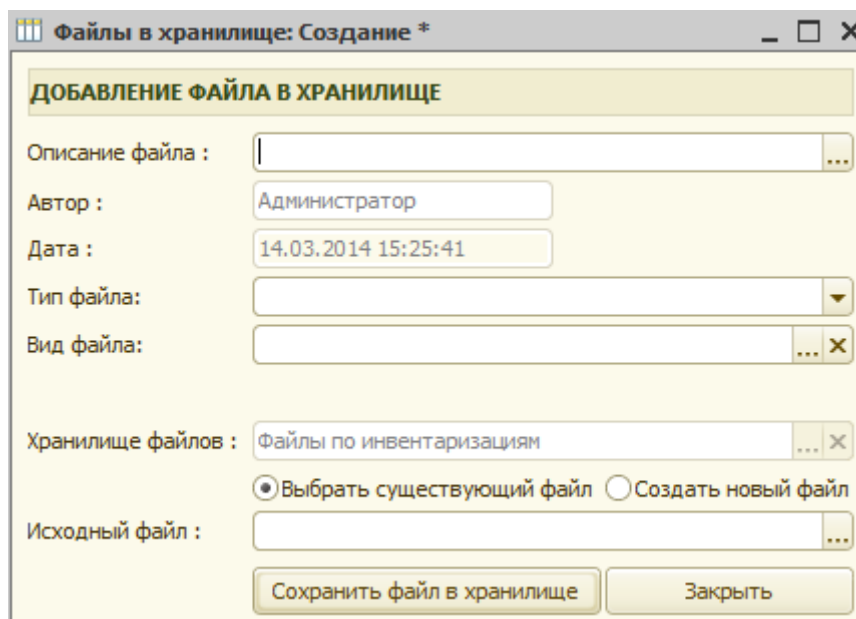 Файлы в хранилище: Создание *
ДОБАВЛЕНИЕ ФАЙЛА В ХРАНИЛИЩЕ
Описание файла : ...
Автор : Администратор
Дата : 14.03.2014 15:25:41
Тип файла:
Вид файла: ...
Хранилище файлов : Файлы по инвентаризациям ...
Выбрать существующий файл Создать новый файл
Исходный файл : ...
Сохранить файл в хранилище Закрыть